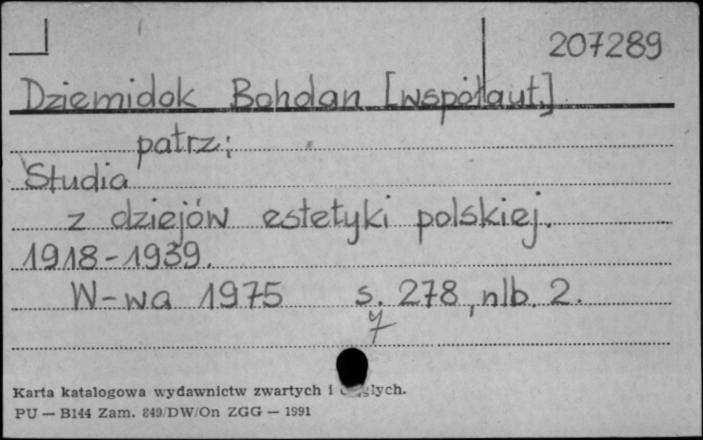 207289
Dziemidok Bohdan [współaut.]
patrz:
Studia
z dziejów estetyki polskiej.
1918-1939.
W-wa 1975 s. 278, nlb. 2.
Karta katalogowa wydawnictw zwartych i
PU — B144 Zam. 849/DW/On ZGG — 1991